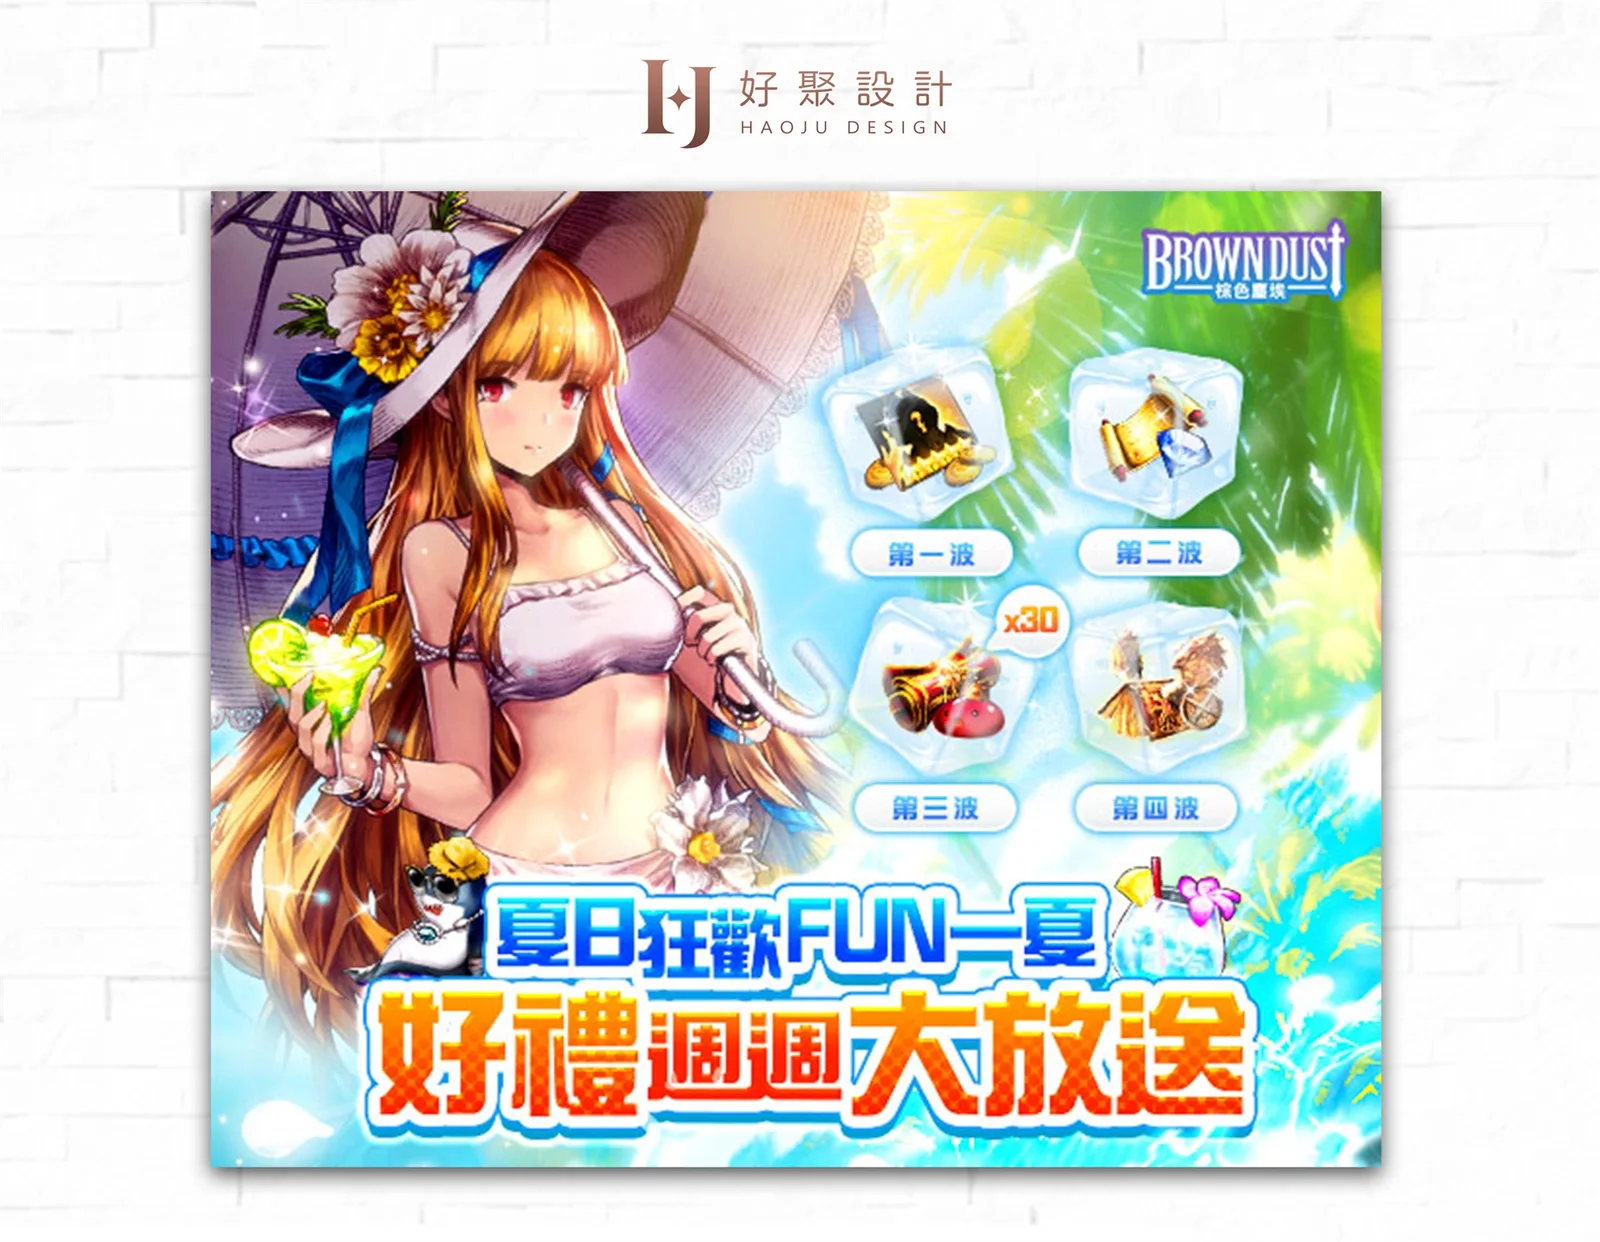 好聚設計
HAOJU DESIGN
BROWN DUST
棕色塵埃
第一波
第二波
x30
第三波
第四波
夏日狂歡FUN一夏
好禮週週大放送